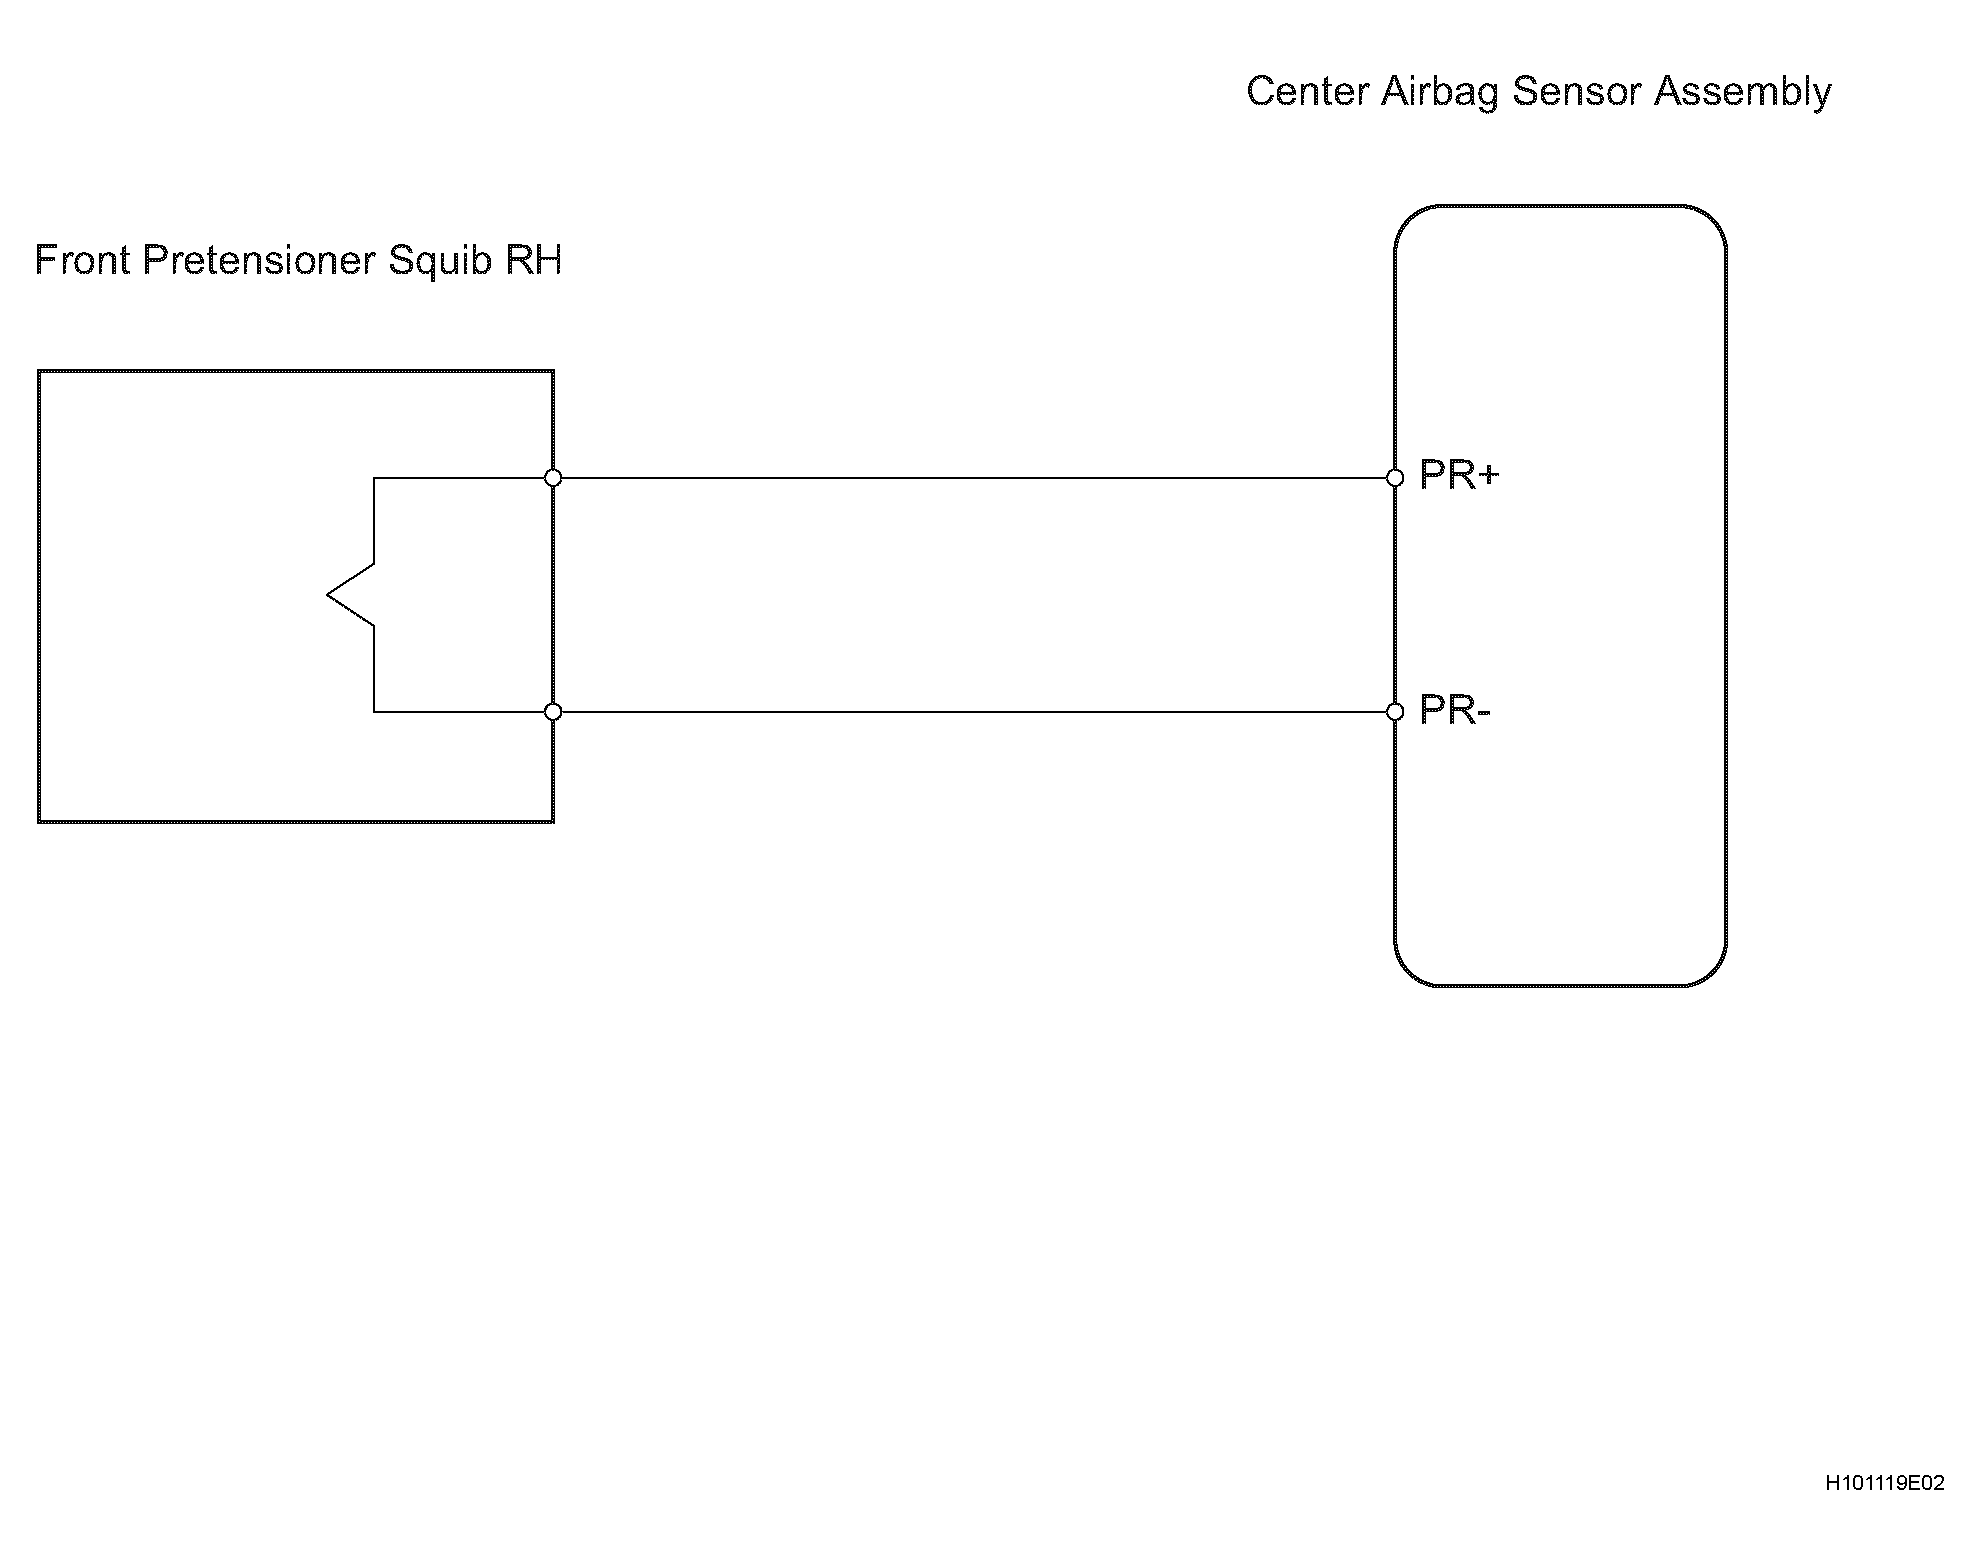 Center Airbag Sensor Assembly
Front Pretensioner Squib RH
PR+
PR-
H101119E02